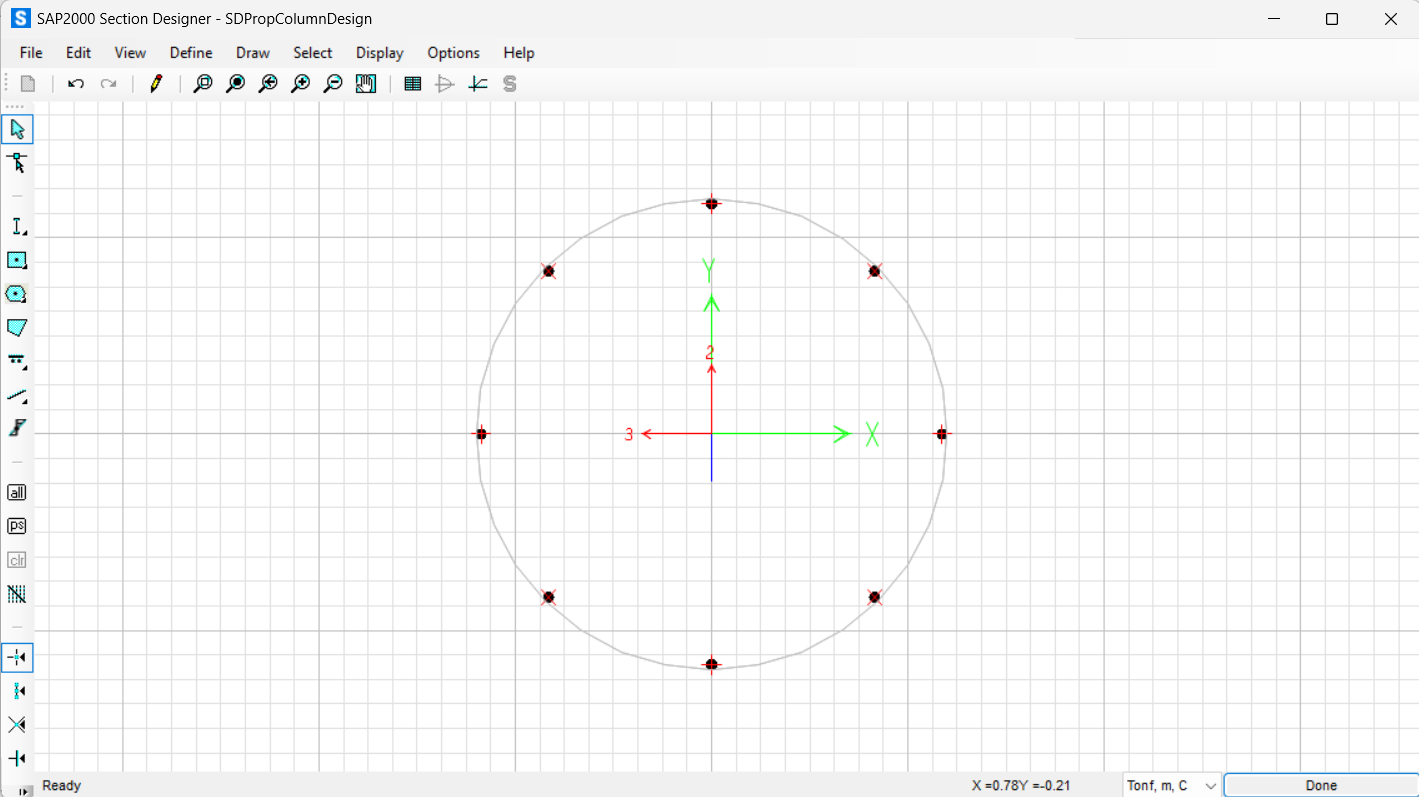 S SAP2000 Section Designer - SDPropColumnDesign
File Edit View Define Draw Select Display Options Help
S
Y
2
3 X
all
ps
clr
Ready X =0.78Y =-0.21 Tonf, m, C Done